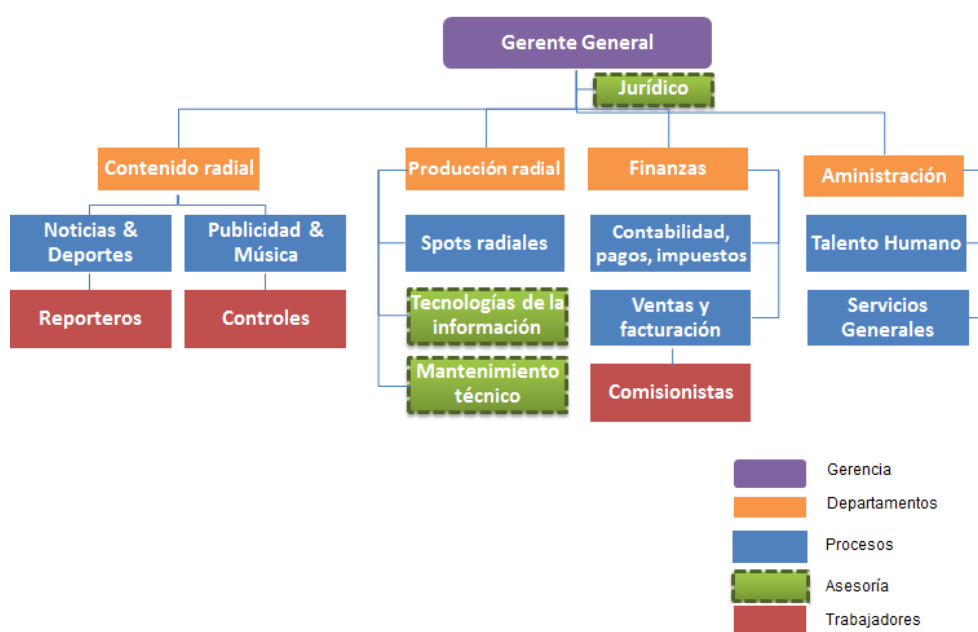 Gerente General
Jurídico
Contenido radial
Producción radial
Finanzas
Aministración
Noticias &
Deportes
Publicidad &
Música
Spots radiales
Contabilidad,
pagos, impuestos
Talento Humano
Reporteros
Controles
Tecnologías de la
información
Ventas y
facturación
Servicios
Generales
Mantenimiento
técnico
Comisionistas
Gerencia
Departamentos
Procesos
Asesoría
Trabajadores